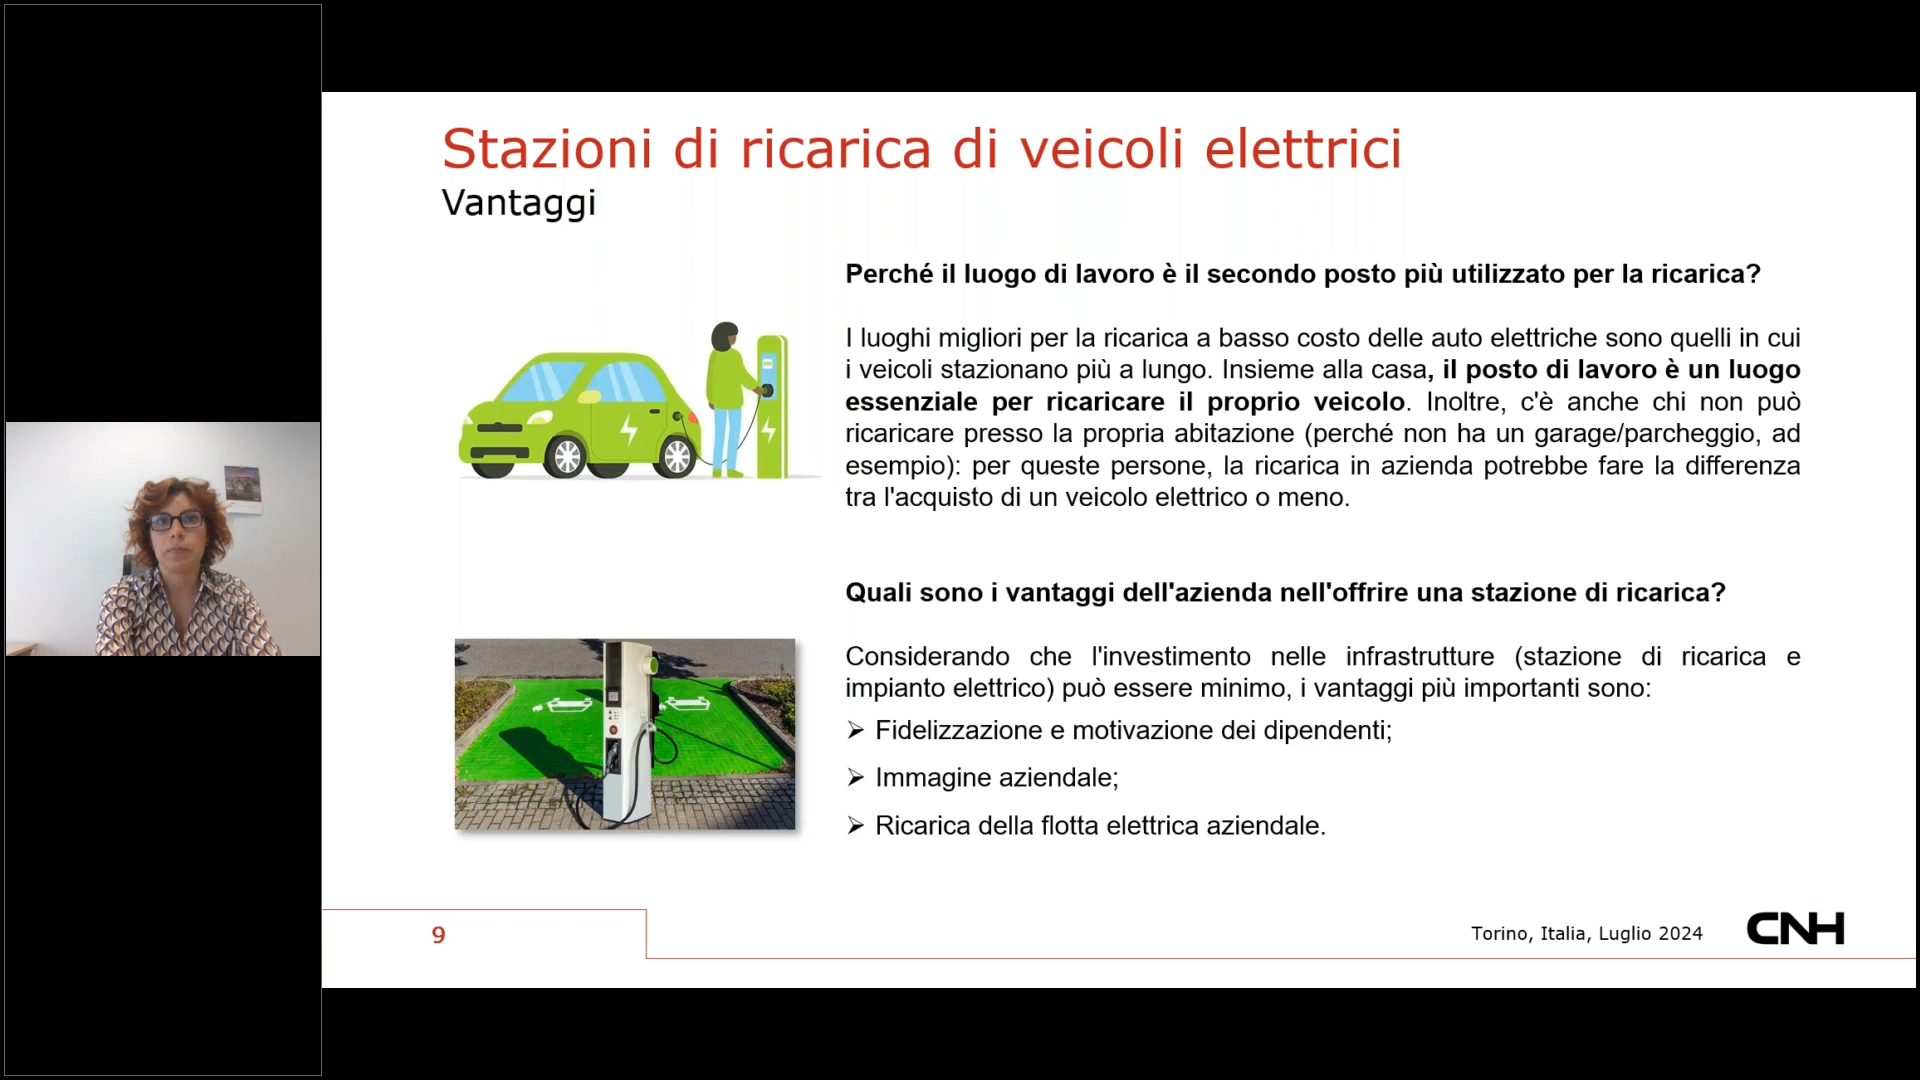 Stazioni di ricarica di veicoli elettrici
Vantaggi
Perché il luogo di lavoro è il secondo posto più utilizzato per la ricarica?
I luoghi migliori per la ricarica a basso costo delle auto elettriche sono quelli in cui
i veicoli stazionano più a lungo. Insieme alla casa, il posto di lavoro è un luogo
essenziale per ricaricare il proprio veicolo. Inoltre, c'è anche chi non può
ricaricare presso la propria abitazione (perché non ha un garage/parcheggio, ad
esempio): per queste persone, la ricarica in azienda potrebbe fare la differenza
tra l'acquisto di un veicolo elettrico o meno.
Quali sono i vantaggi dell'azienda nell'offrire una stazione di ricarica?
Considerando che l'investimento nelle infrastrutture (stazione di ricarica e
impianto elettrico) può essere minimo, i vantaggi più importanti sono:
➢ Fidelizzazione e motivazione dei dipendenti;
➢ Immagine aziendale;
➢ Ricarica della flotta elettrica aziendale.
9
Torino, Italia, Luglio 2024
CNH